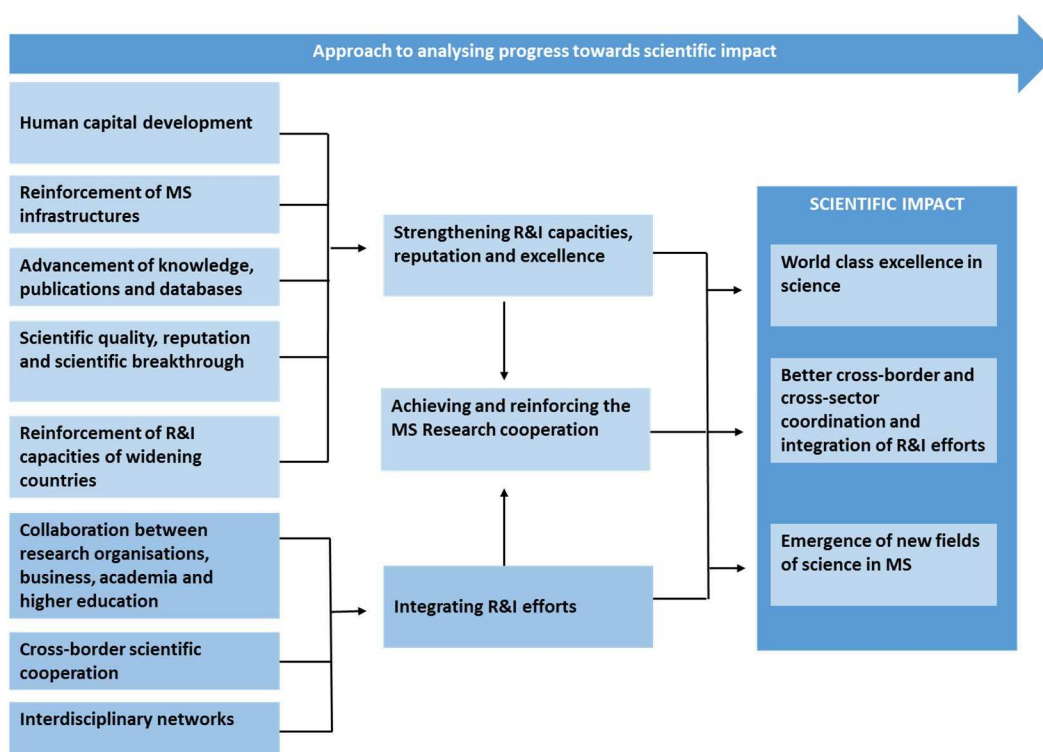 Approach to analysing progress towards scientific impact
Human capital development
Reinforcement of MS
infrastructures
Advancement of knowledge,
publications and databases
Scientific quality, reputation
and scientific breakthrough
Reinforcement of R&I
capacities of widening
countries
Collaboration between
research organisations,
business, academia and
higher education
Cross-border scientific
cooperation
Interdisciplinary networks
Strengthening R&I capacities,
reputation and excellence
Achieving and reinforcing the
MS Research cooperation
Integrating R&I efforts
SCIENTIFIC IMPACT
World class excellence in
science
Better cross-border and
cross-sector
coordination and
integration of R&I efforts
Emergence of new fields
of science in MS